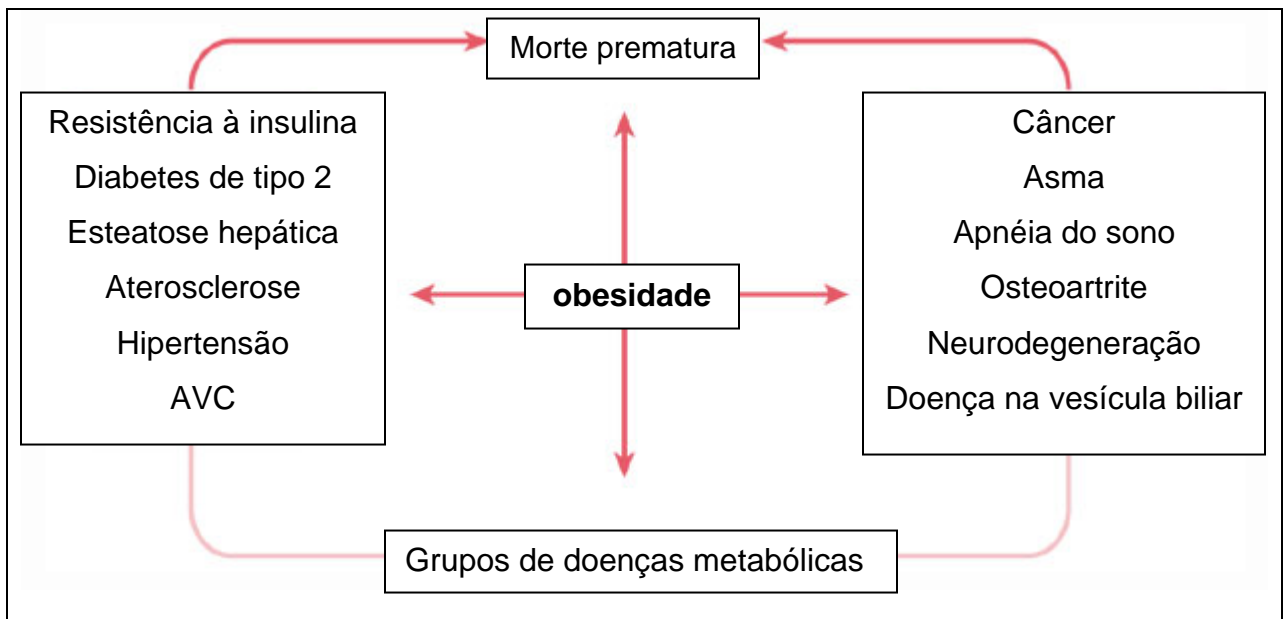 Morte prematura
Resistência à insulina
Diabetes de tipo 2
Esteatose hepática
Aterosclerose
Hipertensão
AVC
obesidade
Câncer
Asma
Apnéia do sono
Osteoartrite
Neurodegeneração
Doença na vesícula biliar
Grupos de doenças metabólicas